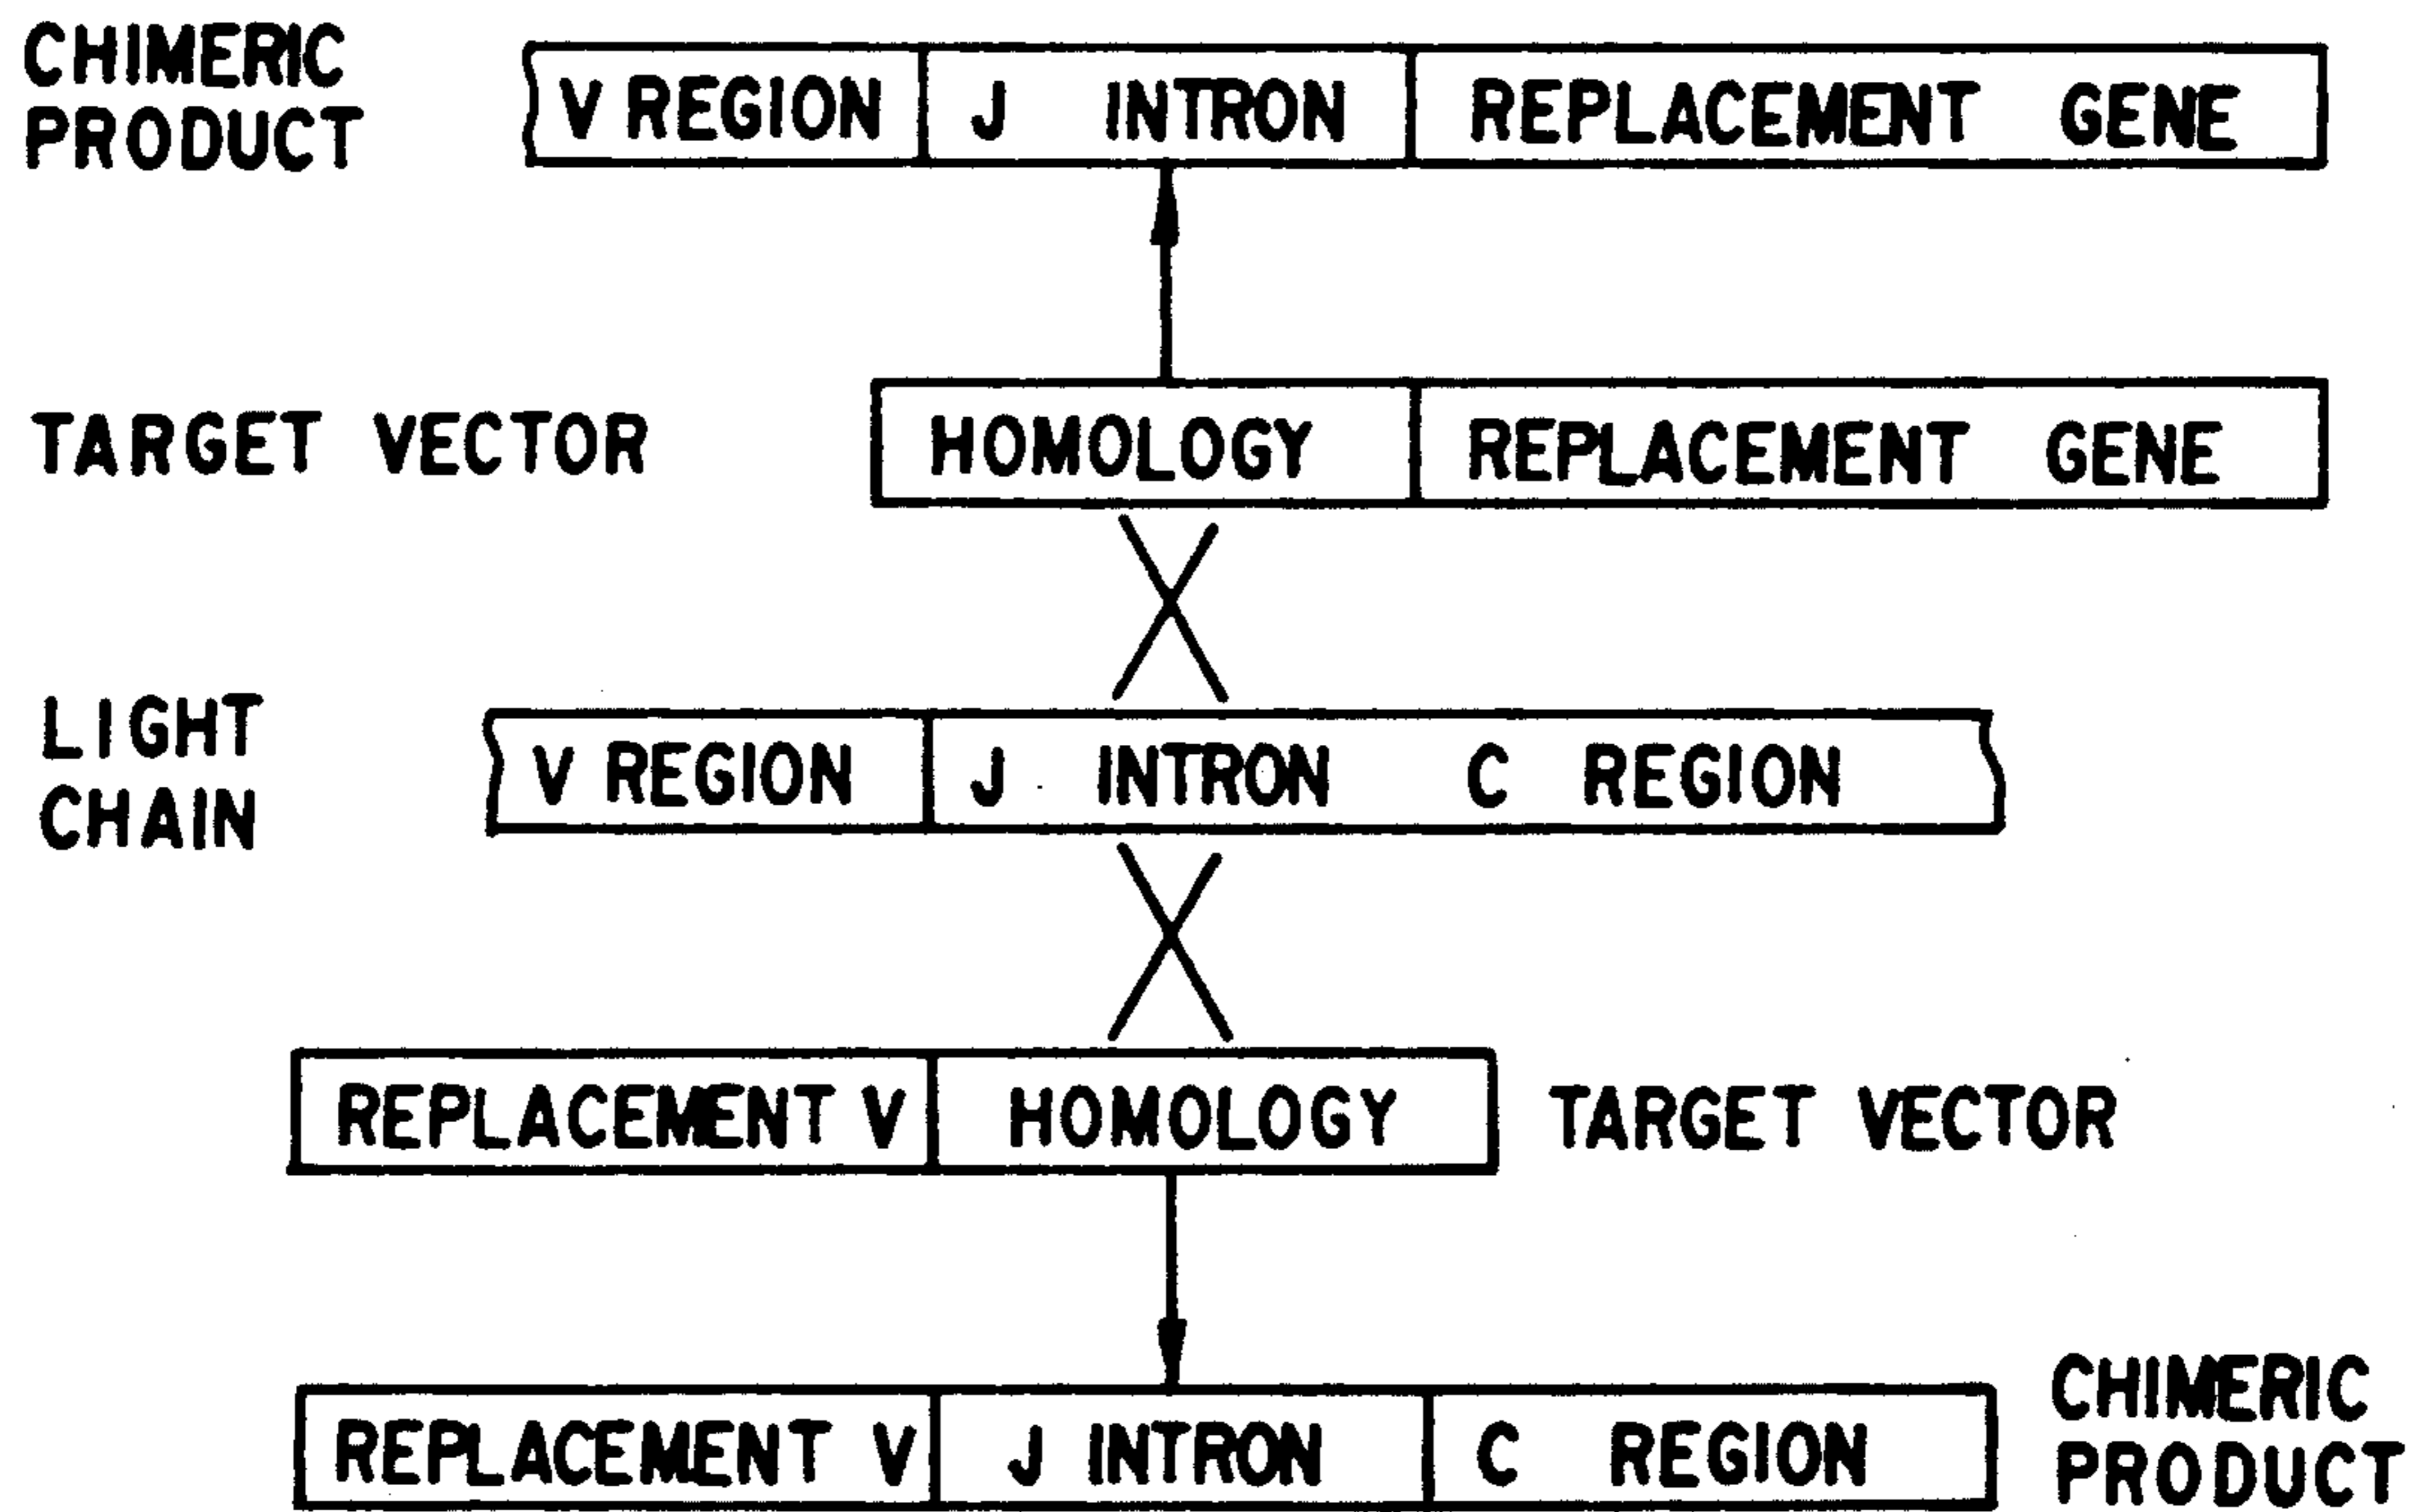 CHIMERIC
PRODUCT
V REGION J INTRON REPLACEMENT GENE
TARGET VECTOR HOMOLOGY REPLACEMENT GENE
LIGHT
CHAIN
V REGION J INTRON C REGION
REPLACEMENT V HOMOLOGY TARGET VECTOR
REPLACEMENT V J INTRON C REGION
CHIMERIC
PRODUCT